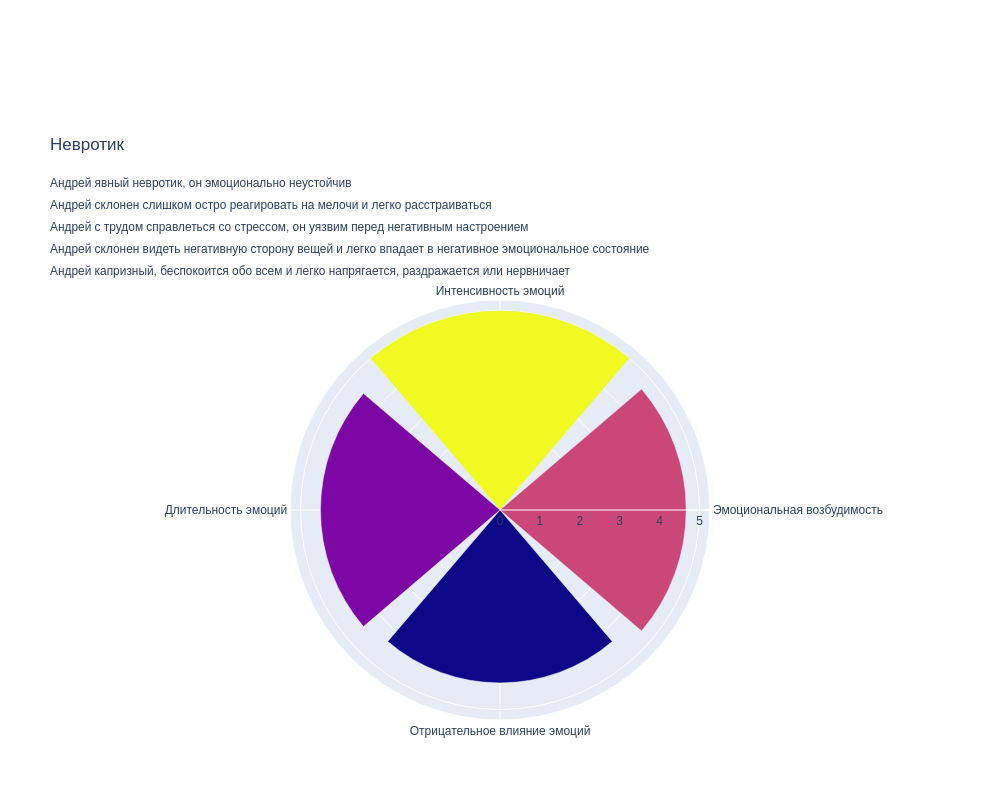 Невротик
Андрей явный невротик, он эмоционально неустойчив
Андрей склонен слишком остро реагировать на мелочи и легко расстраиваться
Андрей с трудом справлеться со стрессом, он уязвим перед негативным настроением
Андрей склонен видеть негативную сторону вещей и легко впадает в негативное эмоциональное состояние
Андрей капризный, беспокоится обо всем и легко напрягается, раздражается или нервничает
Интенсивность эмоций
Длительность эмоций
Эмоциональная возбудимость
0 1 2 3 4 5
Отрицательное влияние эмоций